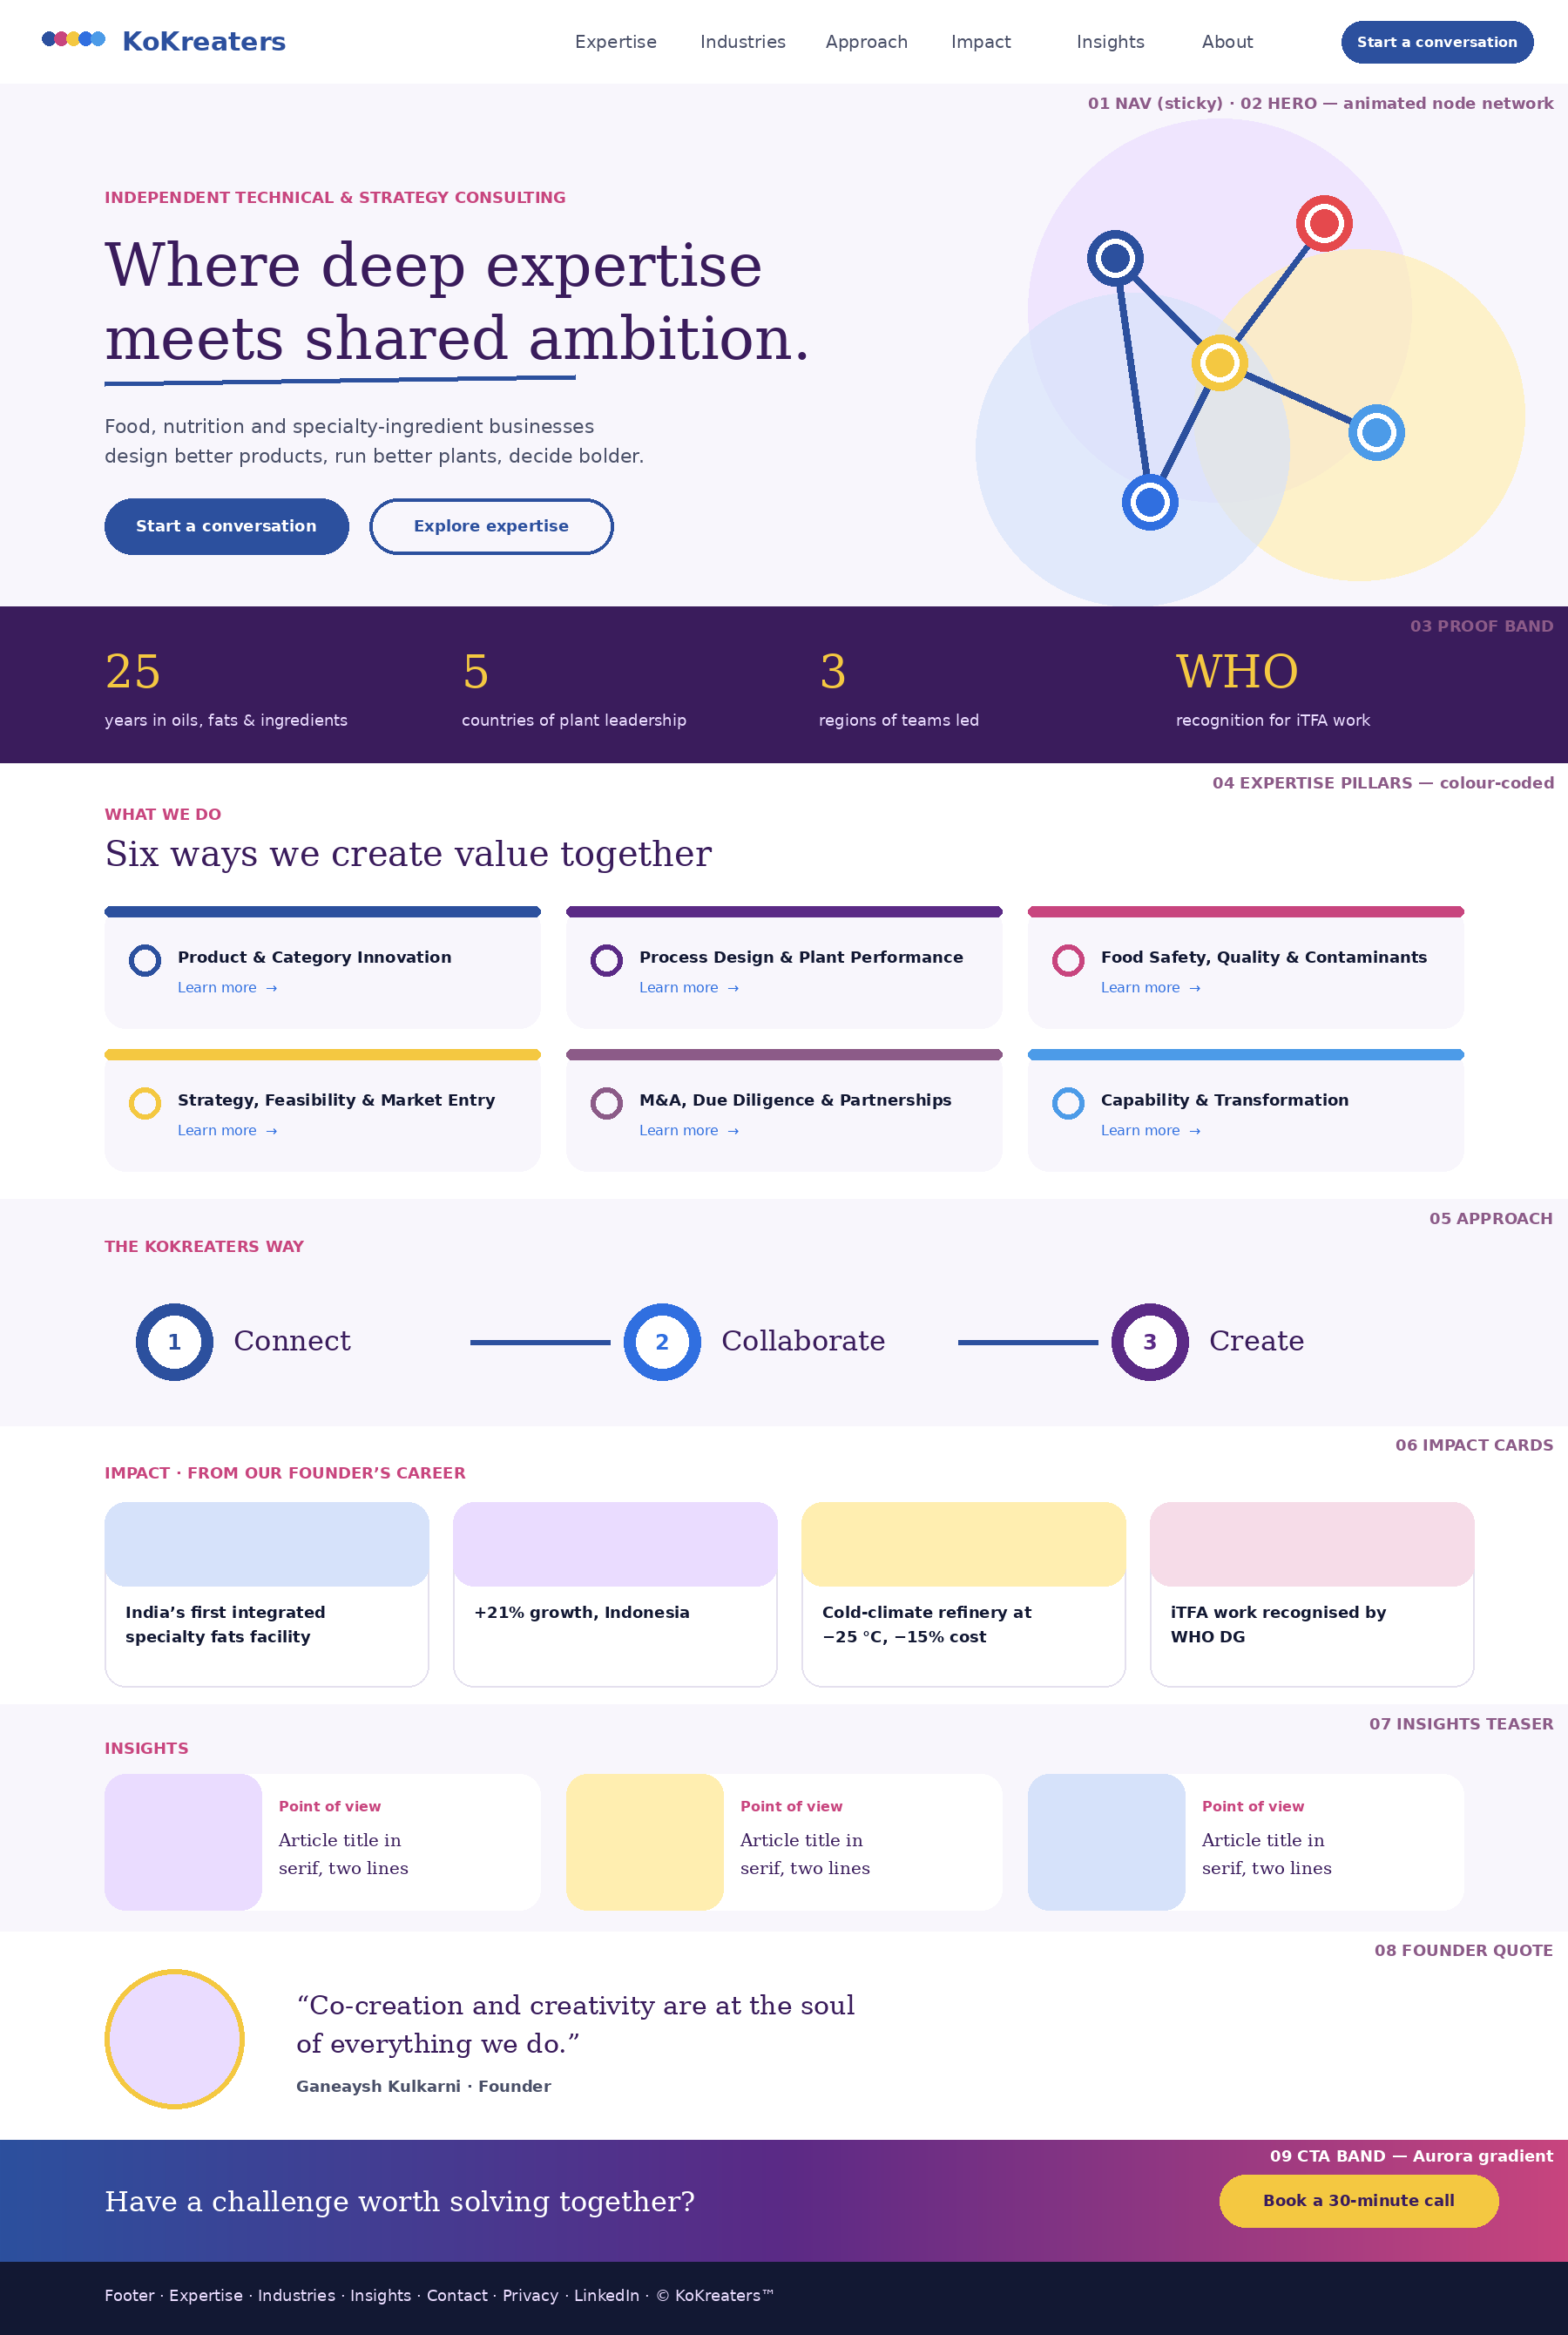 KoKreaters
Expertise Industries Approach Impact Insights About Start a conversation
01 NAV (sticky) · 02 HERO — animated node network
INDEPENDENT TECHNICAL & STRATEGY CONSULTING
Where deep expertise
meets shared ambition.
Food, nutrition and specialty-ingredient businesses
design better products, run better plants, decide bolder.
Start a conversation Explore expertise
03 PROOF BAND
25 5 3 WHO
years in oils, fats & ingredients countries of plant leadership regions of teams led recognition for iTFA work
04 EXPERTISE PILLARS — colour-coded
WHAT WE DO
Six ways we create value together
Product & Category Innovation
Learn more →
Process Design & Plant Performance
Learn more →
Food Safety, Quality & Contaminants
Learn more →
Strategy, Feasibility & Market Entry
Learn more →
M&A, Due Diligence & Partnerships
Learn more →
Capability & Transformation
Learn more →
05 APPROACH
THE KOKREATERS WAY
1 Connect 2 Collaborate 3 Create
06 IMPACT CARDS
IMPACT · FROM OUR FOUNDER’S CAREER
India’s first integrated
specialty fats facility
+21% growth, Indonesia
Cold-climate refinery at
−25 °C, −15% cost
iTFA work recognised by
WHO DG
07 INSIGHTS TEASER
INSIGHTS
Point of view
Article title in
serif, two lines
Point of view
Article title in
serif, two lines
Point of view
Article title in
serif, two lines
08 FOUNDER QUOTE
“Co-creation and creativity are at the soul
of everything we do.”
Ganeaysh Kulkarni · Founder
09 CTA BAND — Aurora gradient
Have a challenge worth solving together?
Book a 30-minute call
Footer · Expertise · Industries · Insights · Contact · Privacy · LinkedIn · © KoKreaters™